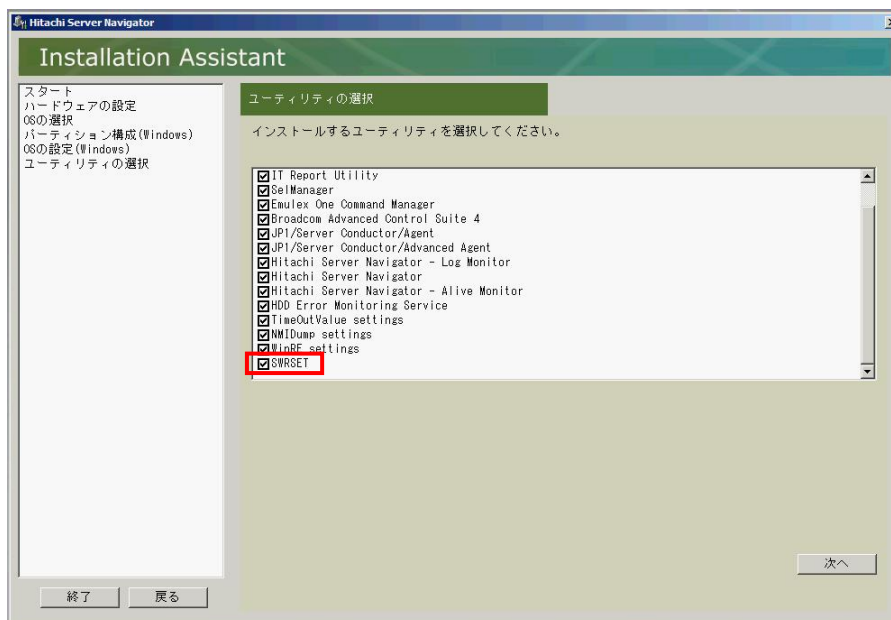 Hitachi Server Navigator
Installation Assistant
スタート
ハードウェアの設定
OSの選択
パーティション構成(Windows)
OSの設定(Windows)
ユーティリティの選択
ユーティリティの選択
インストールするユーティリティを選択してください。
IT Report Utility
SelManager
Emulex One Command Manager
Broadcom Advanced Control Suite 4
JP1/Server Conductor/Agent
JP1/Server Conductor/Advanced Agent
Hitachi Server Navigator - Log Monitor
Hitachi Server Navigator
Hitachi Server Navigator - Alive Monitor
HDD Error Monitoring Service
TimeOutValue settings
NMIDump settings
WinRE settings
SWRSET
次へ
終了
戻る